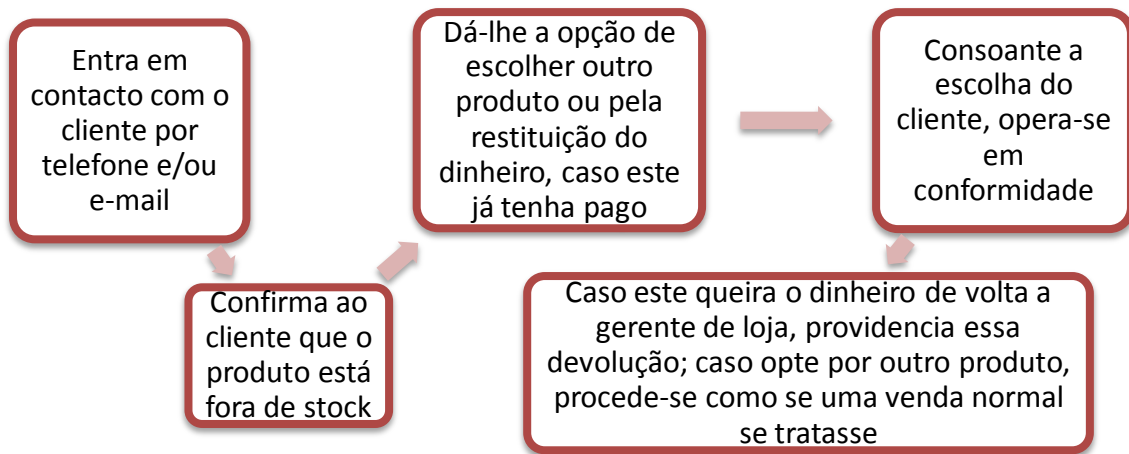 Entra em
contacto com o
cliente por
telefone e/ou
e-mail
Confirma ao
cliente que o
produto está
fora de stock
Dá-lhe a opção de
escolher outro
produto ou pela
restituição do
dinheiro, caso este
já tenha pago
Consoante a
escolha do
cliente, opera-se
em
conformidade
Caso este queira o dinheiro de volta a
gerente de loja, providencia essa
devolução; caso opte por outro produto,
procede-se como se uma venda normal
se tratasse